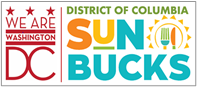 WE ARE
WASHINGTON
DC
DISTRICT OF COLUMBIA
SUN
BUCKS